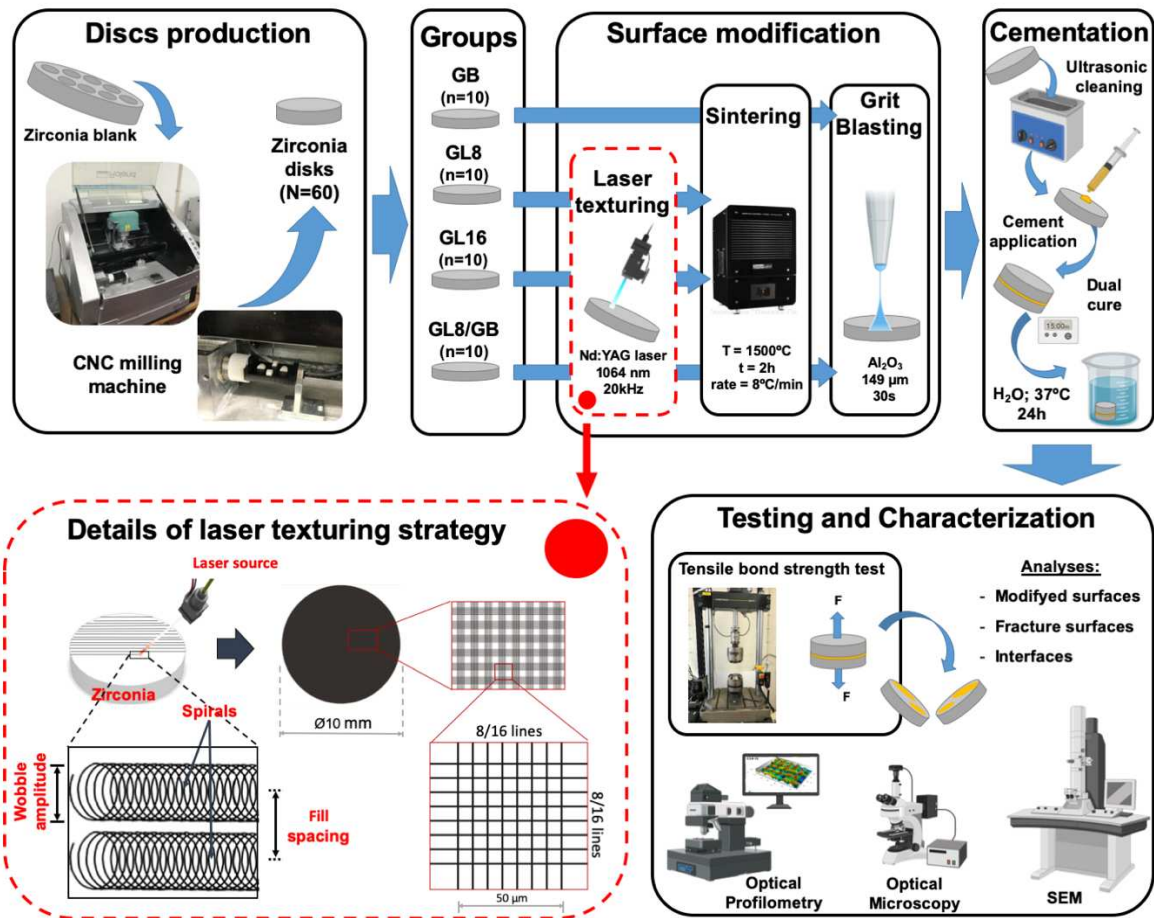 Discs production
Zirconia blank
Zirconia
disks
(N=60)
CNC milling
machine
Groups
GB
(n=10)
GL8
(n=10)
GL16
(n=10)
GL8/GB
(n=10)
Surface modification
Laser
texturing
Nd:YAG laser
1064 nm
20kHz
Sintering
T = 1500ºC
t = 2h
rate = 8ºC/min
Grit
Blasting
Al₂O₃
149 µm
30s
Cementation
Ultrasonic
cleaning
Cement
application
Dual
cure
15:00
H₂O; 37ºC
24h
Details of laser texturing strategy
Laser source
Zirconia
Spirals
Wobble
amplitude
Fill
spacing
Ø10 mm
8/16 lines
8/16 lines
50 µm
Testing and Characterization
Tensile bond strength test
F
F
Analyses:
- Modifyed surfaces
- Fracture surfaces
- Interfaces
Optical
Profilometry
Optical
Microscopy
SEM